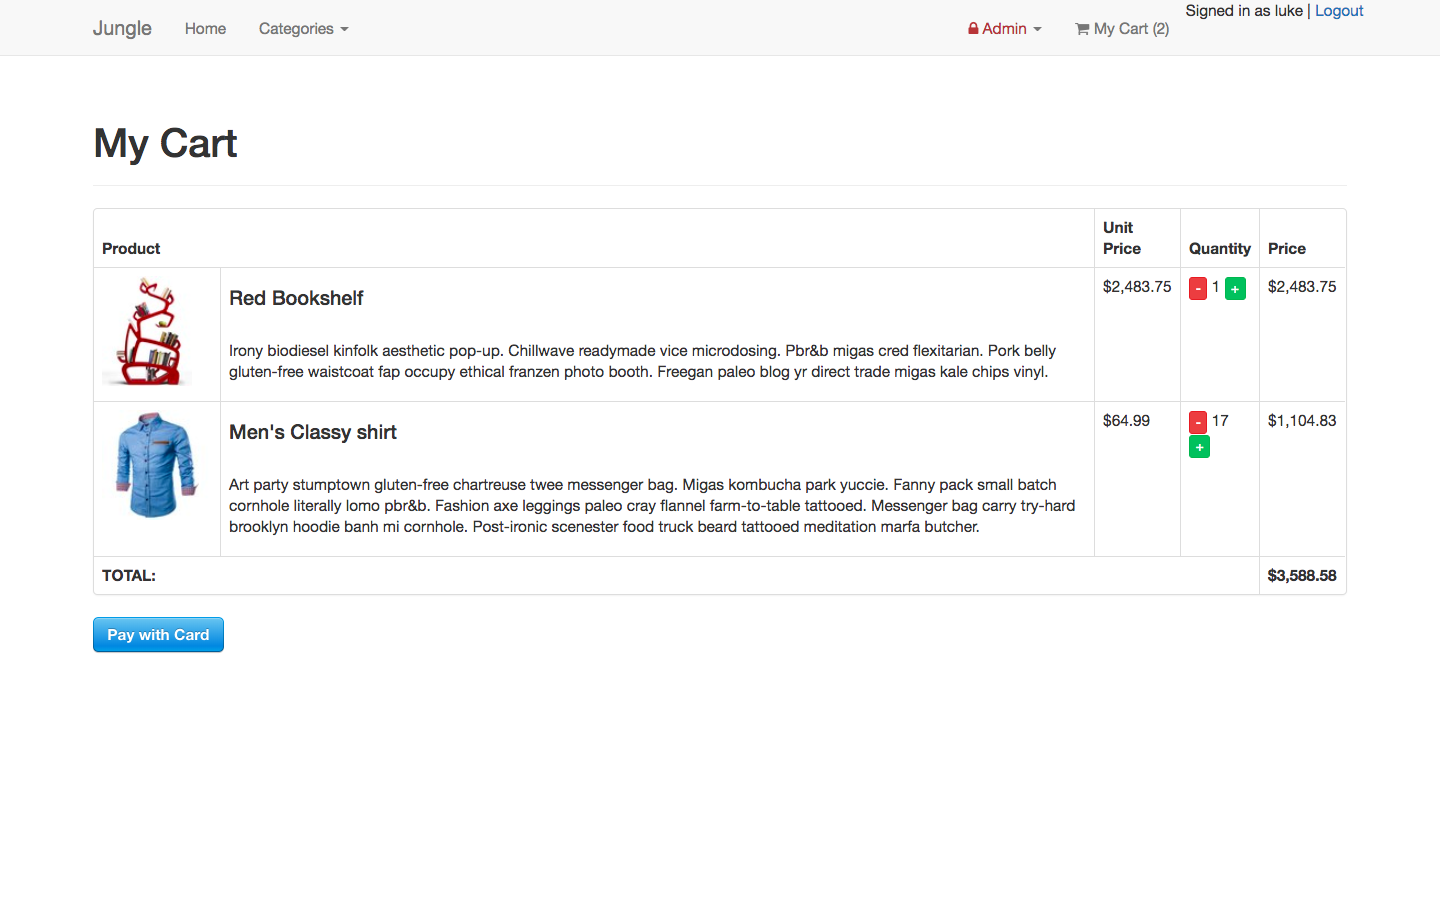 Jungle Home Categories Admin My Cart (2) Signed in as luke | Logout
My Cart
Product Unit Price Quantity Price
Red Bookshelf $2,483.75 - 1 + $2,483.75
Irony biodiesel kinfolk aesthetic pop-up. Chillwave readymade vice microdosing. Pbr&b migas cred flexitarian. Pork belly
gluten-free waistcoat fap occupy ethical franzen photo booth. Freegan paleo blog yr direct trade migas kale chips vinyl.
Men's Classy shirt $64.99 - 17 + $1,104.83
Art party stumptown gluten-free chartreuse twee messenger bag. Migas kombucha park yuccie. Fanny pack small batch
cornhole literally lomo pbr&b. Fashion axe leggings paleo cray flannel farm-to-table tattooed. Messenger bag carry try-hard
brooklyn hoodie banh mi cornhole. Post-ironic scenester food truck beard tattooed meditation marfa butcher.
TOTAL: $3,588.58
Pay with Card